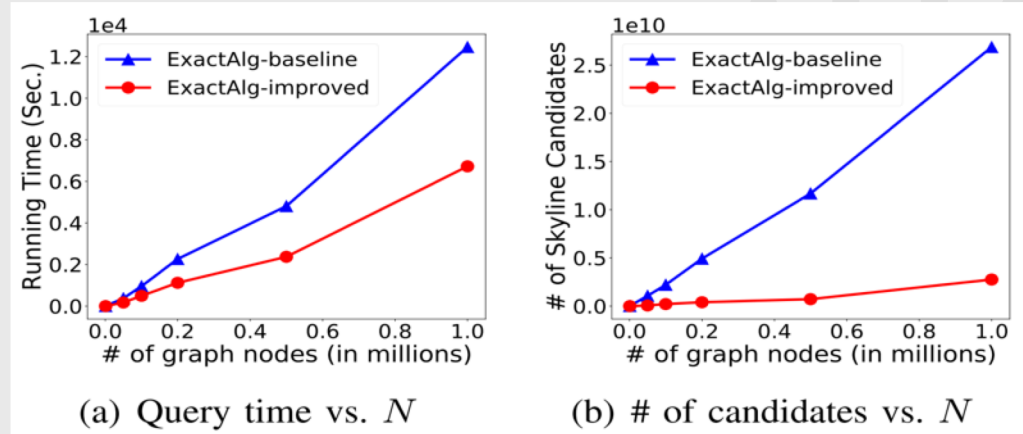 1e4
ExactAlg-baseline
ExactAlg-improved
Running Time (Sec.)
1.2
1.0
0.8
0.6
0.4
0.2
0.0
0.0 0.2 0.4 0.6 0.8 1.0
# of graph nodes (in millions)
(a) Query time vs. N
1e10
ExactAlg-baseline
ExactAlg-improved
# of Skyline Candidates
2.5
2.0
1.5
1.0
0.5
0.0
0.0 0.2 0.4 0.6 0.8 1.0
# of graph nodes (in millions)
(b) # of candidates vs. N